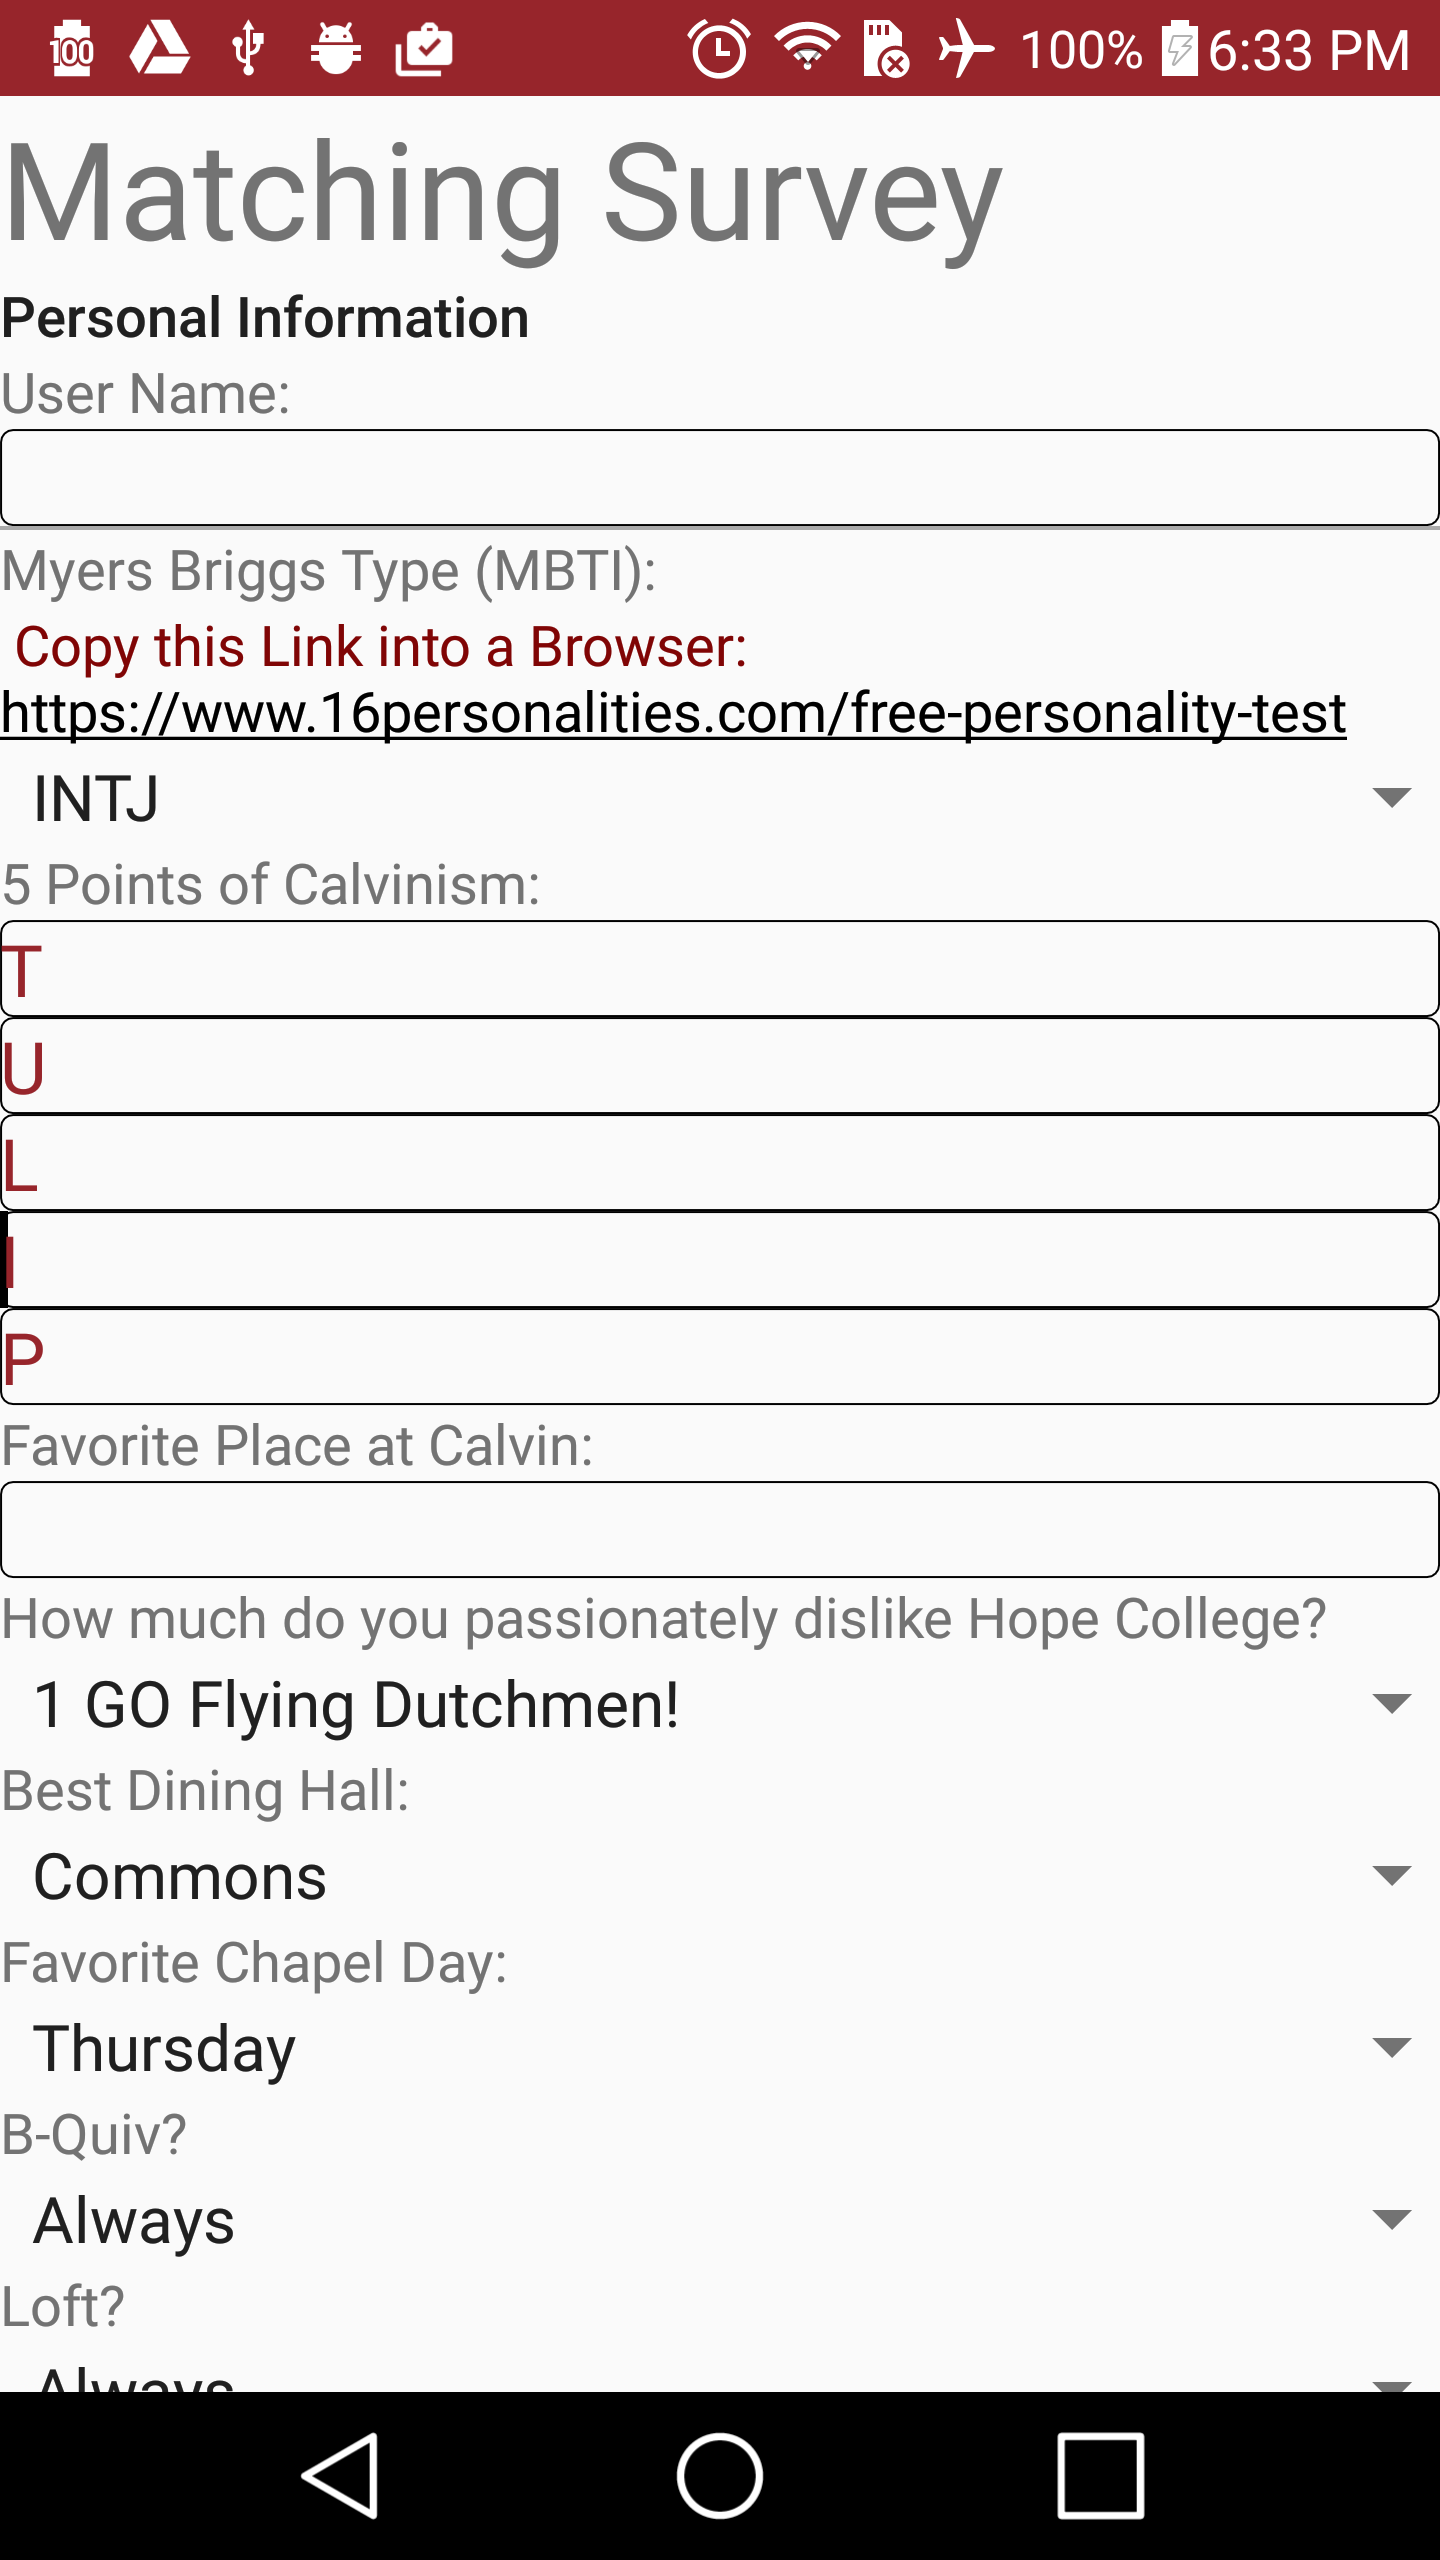 100
100%
6:33 PM
Matching Survey
Personal Information
User Name:
Myers Briggs Type (MBTI):
Copy this Link into a Browser:
https://www.16personalities.com/free-personality-test
INTJ
5 Points of Calvinism:
T
U
L
I
P
Favorite Place at Calvin:
How much do you passionately dislike Hope College?
1 GO Flying Dutchmen!
Best Dining Hall:
Commons
Favorite Chapel Day:
Thursday
B-Quiv?
Always
Loft?
Always